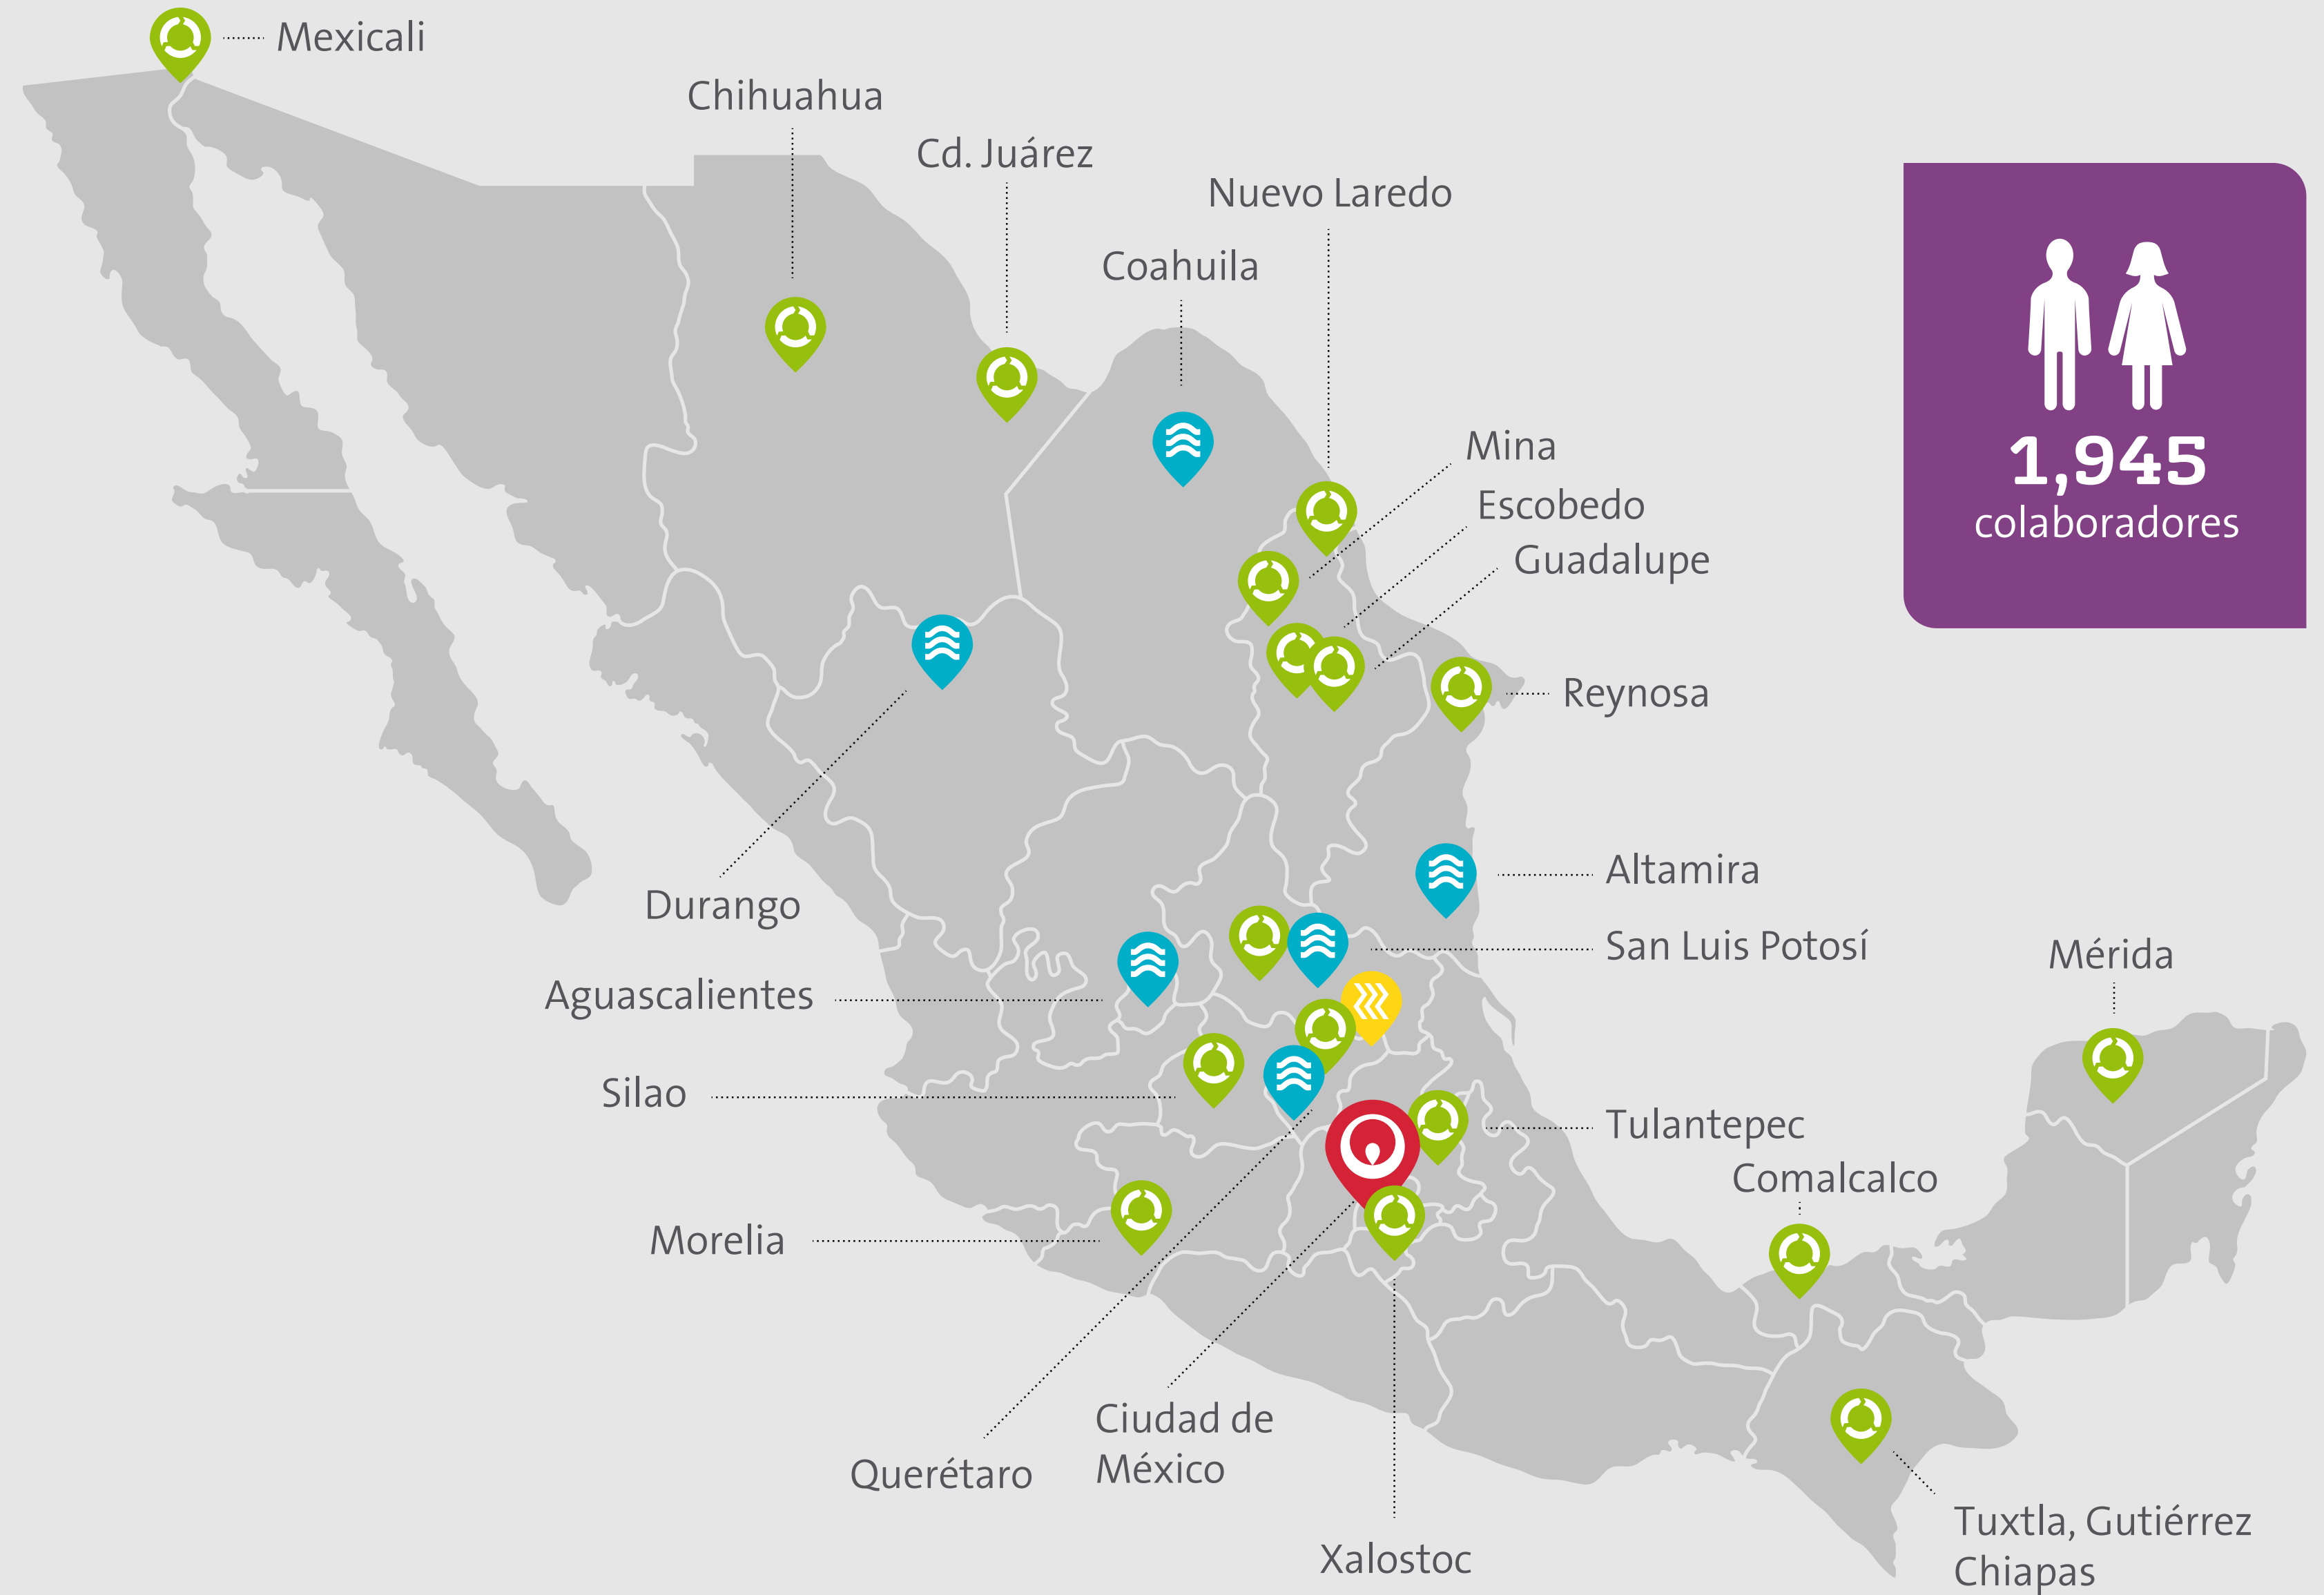 Mexicali
Chihuahua
Cd. Juárez
Nuevo Laredo
Coahuila
Mina
Escobedo
Guadalupe
1,945
colaboradores
Reynosa
Durango
Altamira
San Luis Potosí
Mérida
Aguascalientes
Silao
Tulantepec
Comalcalco
Morelia
Ciudad de
México
Querétaro
Xalostoc
Tuxtla, Gutiérrez
Chiapas